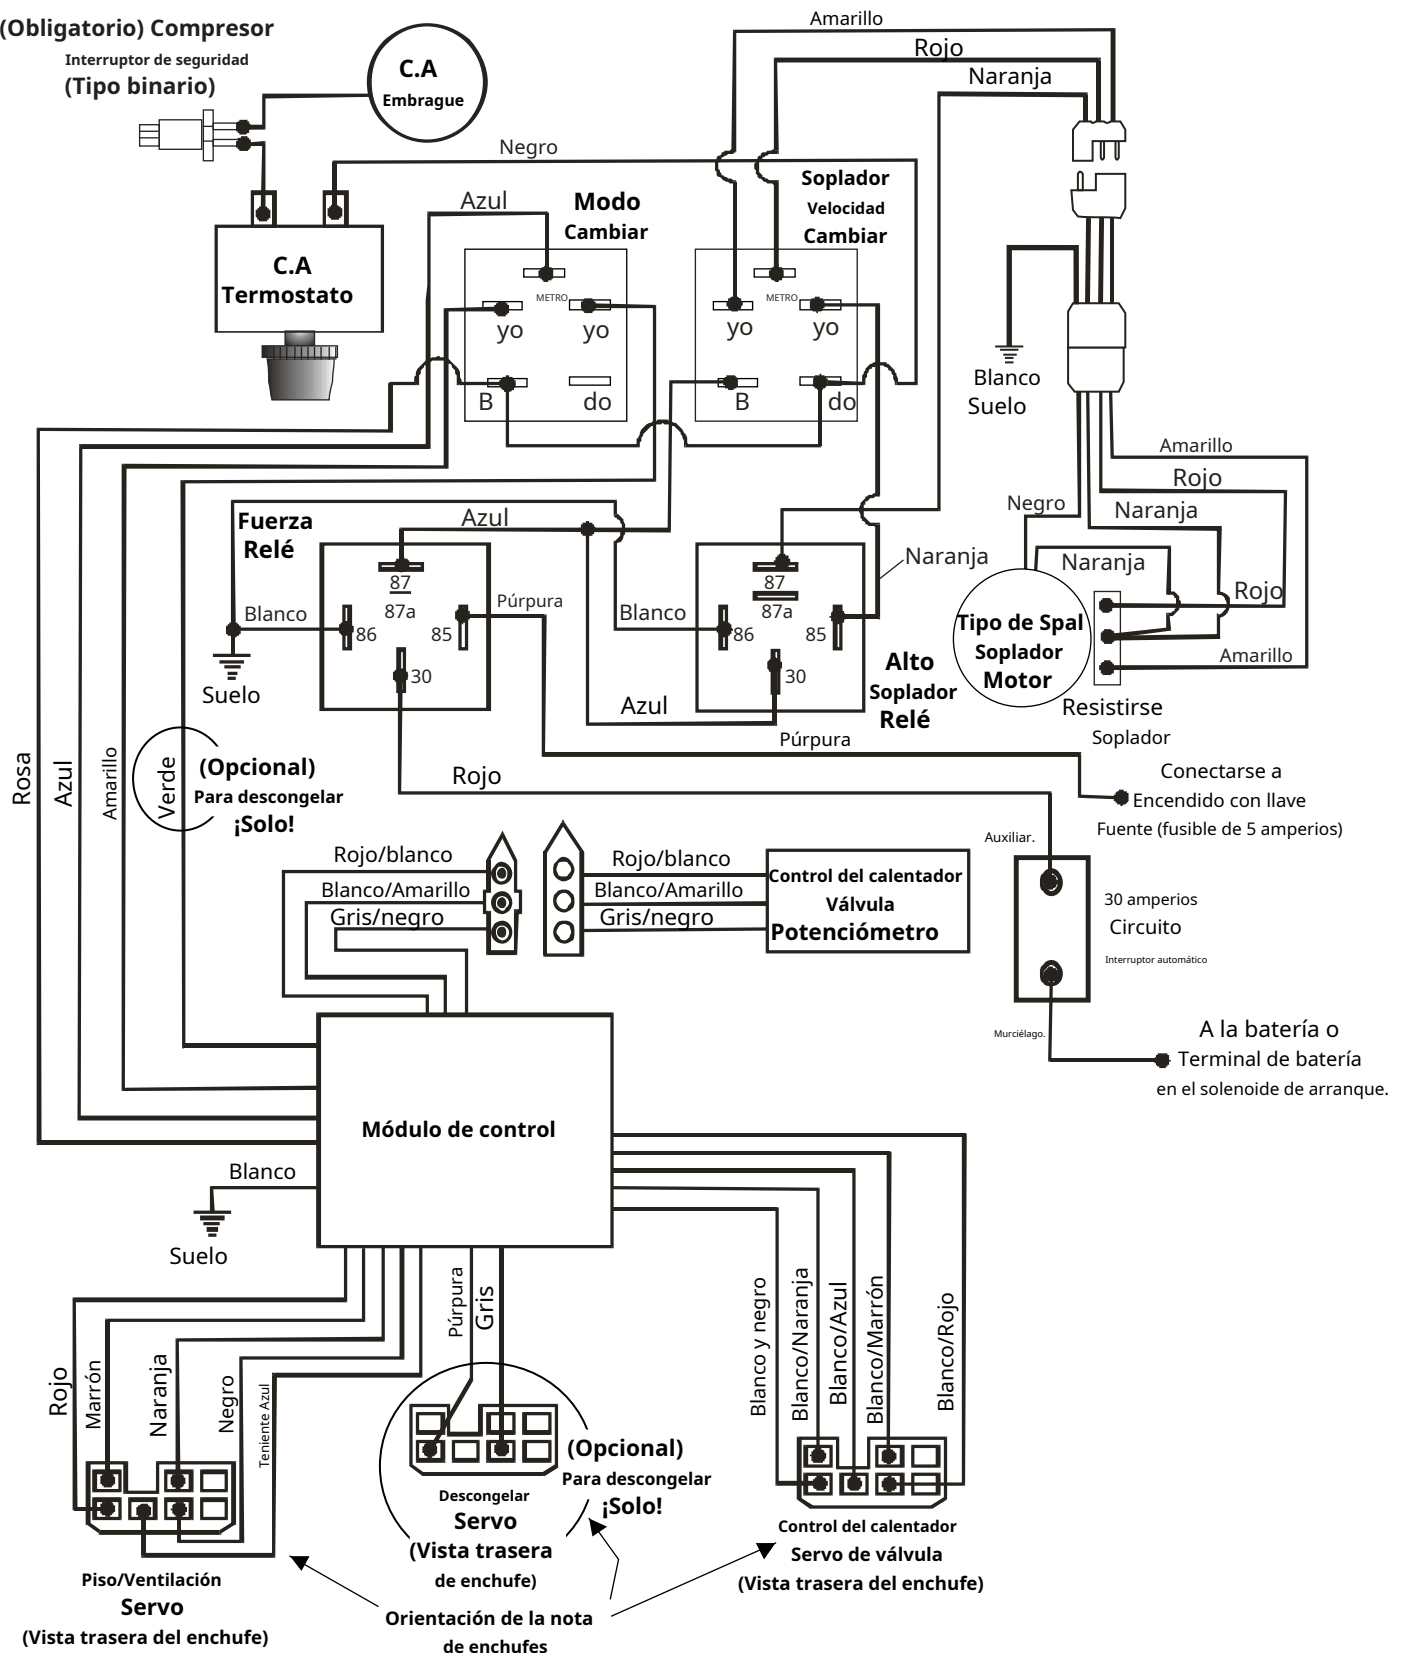 (Obligatorio) Compresor
Interruptor de seguridad
(Tipo binario)
C.A
Embrague
Amarillo
Rojo
Naranja
Negro
Azul
Modo
Cambiar
Soplador
Velocidad
Cambiar
C.A
Termostato
METRO
yo
yo
B
do
METRO
yo
yo
B
do
Blanco
Suelo
Amarillo
Rojo
Negro
Naranja
Naranja
Rojo
Amarillo
Tipo de Spal
Soplador
Motor
Resistirse
Soplador
Fuerza
Relé
Azul
87
87a
86
85
30
Blanco
Suelo
Púrpura
Blanco
87
87a
86
85
30
Naranja
Alto
Soplador
Relé
Azul
Púrpura
Rojo
Conectarse a
Encendido con llave
Fuente (fusible de 5 amperios)
Rosa
Azul
Amarillo
Verde
(Opcional)
Para descongelar
¡Solo!
Auxiliar.
30 amperios
Circuito
Interruptor automático
Murciélago.
A la batería o
Terminal de batería
en el solenoide de arranque.
Rojo/blanco
Blanco/Amarillo
Gris/negro
Rojo/blanco
Blanco/Amarillo
Gris/negro
Control del calentador
Válvula
Potenciómetro
Módulo de control
Blanco
Suelo
Rojo
Marrón
Naranja
Negro
Teniente Azul
Púrpura
Gris
Blanco y negro
Blanco/Naranja
Blanco/Azul
Blanco/Marrón
Blanco/Rojo
Piso/Ventilación
Servo
(Vista trasera del enchufe)
Descongelar
Servo
(Vista trasera
de enchufe)
(Opcional)
Para descongelar
¡Solo!
Control del calentador
Servo de válvula
(Vista trasera del enchufe)
Orientación de la nota
de enchufes